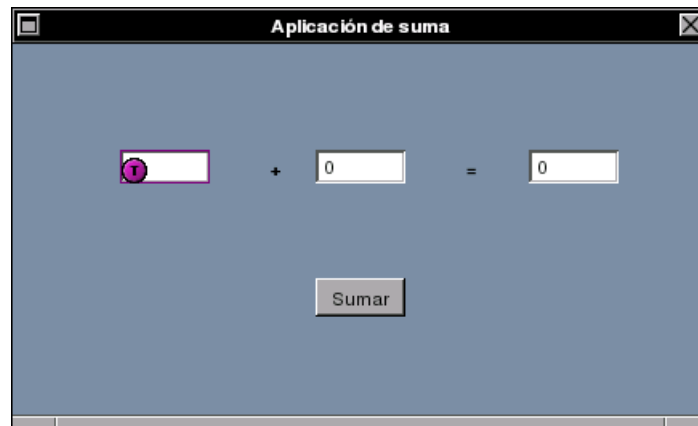 Aplicación de suma
T + 0 = 0
Sumar